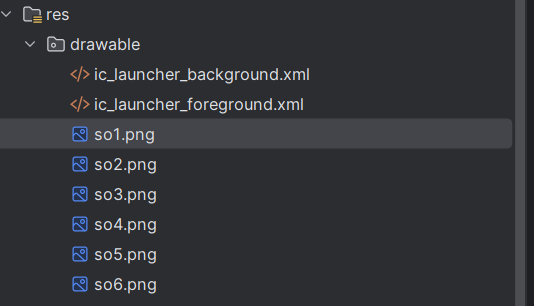 res
drawable
ic_launcher_background.xml
ic_launcher_foreground.xml
so1.png
so2.png
so3.png
so4.png
so5.png
so6.png